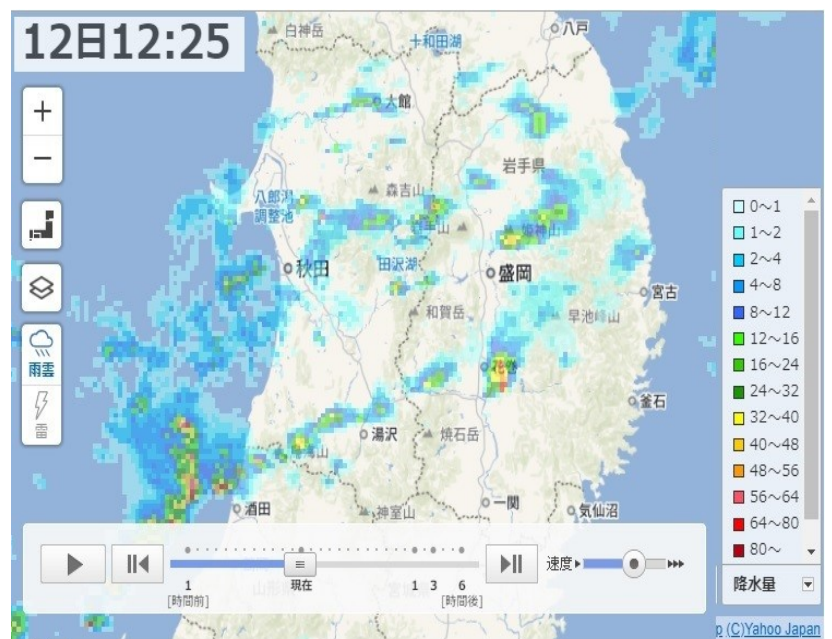 12日12:25
白神岳
十和田湖
八戸
大館
岩手県
八郎潟
調整池
森吉山
姫神山
秋田
田沢湖
盛岡
宮古
和賀岳
早池峰山
花巻
釜石
湯沢
焼石岳
酒田
神室山
一関
気仙沼
+
−
雨雲
雷
0〜1
1〜2
2〜4
4〜8
8〜12
12〜16
16〜24
24〜32
32〜40
40〜48
48〜56
56〜64
64〜80
80〜
降水量
1
[時間前]
現在
1 3 6
[時間後]
速度
(C)Yahoo Japan